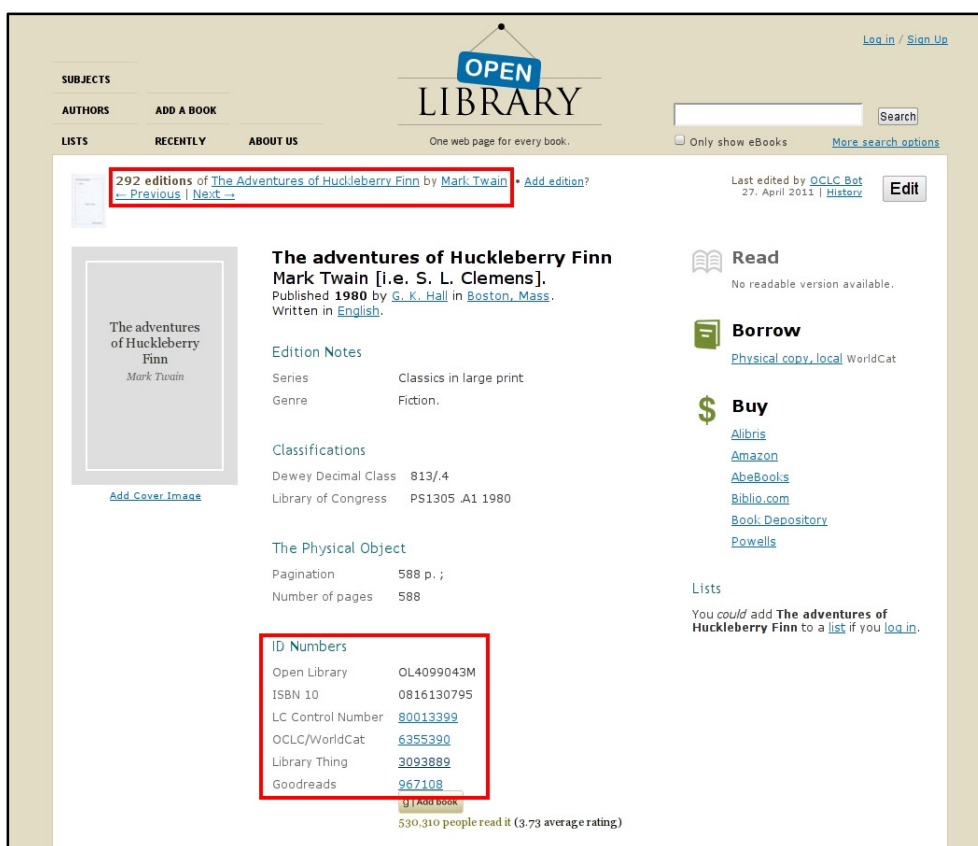 Log in / Sign Up
OPEN
LIBRARY
One web page for every book.
SUBJECTS
AUTHORS ADD A BOOK
LISTS RECENTLY ABOUT US
Search
Only show eBooks More search options
292 editions of The Adventures of Huckleberry Finn by Mark Twain • Add edition?
← Previous | Next →
Last edited by OCLC Bot
27. April 2011 | History
Edit
The adventures
of Huckleberry
Finn
Mark Twain
Add Cover Image
The adventures of Huckleberry Finn
Mark Twain [i.e. S. L. Clemens].
Published 1980 by G. K. Hall in Boston, Mass.
Written in English.
Edition Notes
Series Classics in large print
Genre Fiction.
Classifications
Dewey Decimal Class 813/.4
Library of Congress PS1305 .A1 1980
The Physical Object
Pagination 588 p. ;
Number of pages 588
ID Numbers
Open Library OL4099043M
ISBN 10 0816130795
LC Control Number 80013399
OCLC/WorldCat 6355390
Library Thing 3093889
Goodreads 967108
g | Add book
530,310 people read it (3.73 average rating)
Read
No readable version available.
Borrow
Physical copy, local WorldCat
$ Buy
Alibris
Amazon
AbeBooks
Biblio.com
Book Depository
Powells
Lists
You could add The adventures of
Huckleberry Finn to a list if you log in.